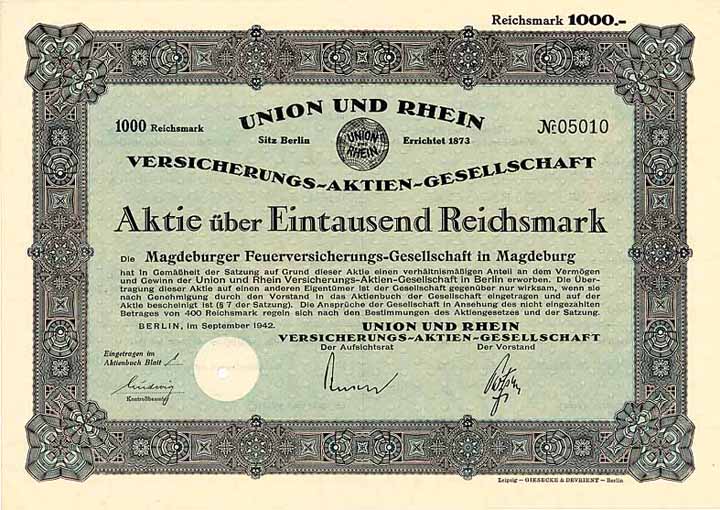 Reichsmark 1000.-
UNION UND RHEIN
1000 Reichsmark
Sitz Berlin
UNION UND RHEIN
Errichtet 1873
№ 05010
VERSICHERUNGS-AKTIEN-GESELLSCHAFT
Aktie über Eintausend Reichsmark
Die Magdeburger Feuerversicherungs-Gesellschaft in Magdeburg
hat in Gemäßheit der Satzung auf Grund dieser Aktie einen verhältnismäßigen Anteil an dem Vermögen
und Gewinn der Union und Rhein Versicherungs-Aktien-Gesellschaft in Berlin erworben. Die Über-
tragung dieser Aktie auf einen anderen Eigentümer ist der Gesellschaft gegenüber nur wirksam, wenn sie
nach Genehmigung durch den Vorstand in das Aktienbuch der Gesellschaft eingetragen und auf der
Aktie bescheinigt ist (§ 7 der Satzung). Die Ansprüche der Gesellschaft in Ansehung des nicht eingezahlten
Betrages von 400 Reichsmark regeln sich nach den Bestimmungen des Aktiengesetzes und der Satzung.
BERLIN, im September 1942.
UNION UND RHEIN
VERSICHERUNGS-AKTIEN-GESELLSCHAFT
Der Aufsichtsrat
Der Vorstand
Eingetragen im
Aktienbuch Blatt 1
Ludwig
Kontrollbeamter
Leipzig — GIESECKE & DEVRIENT — Berlin